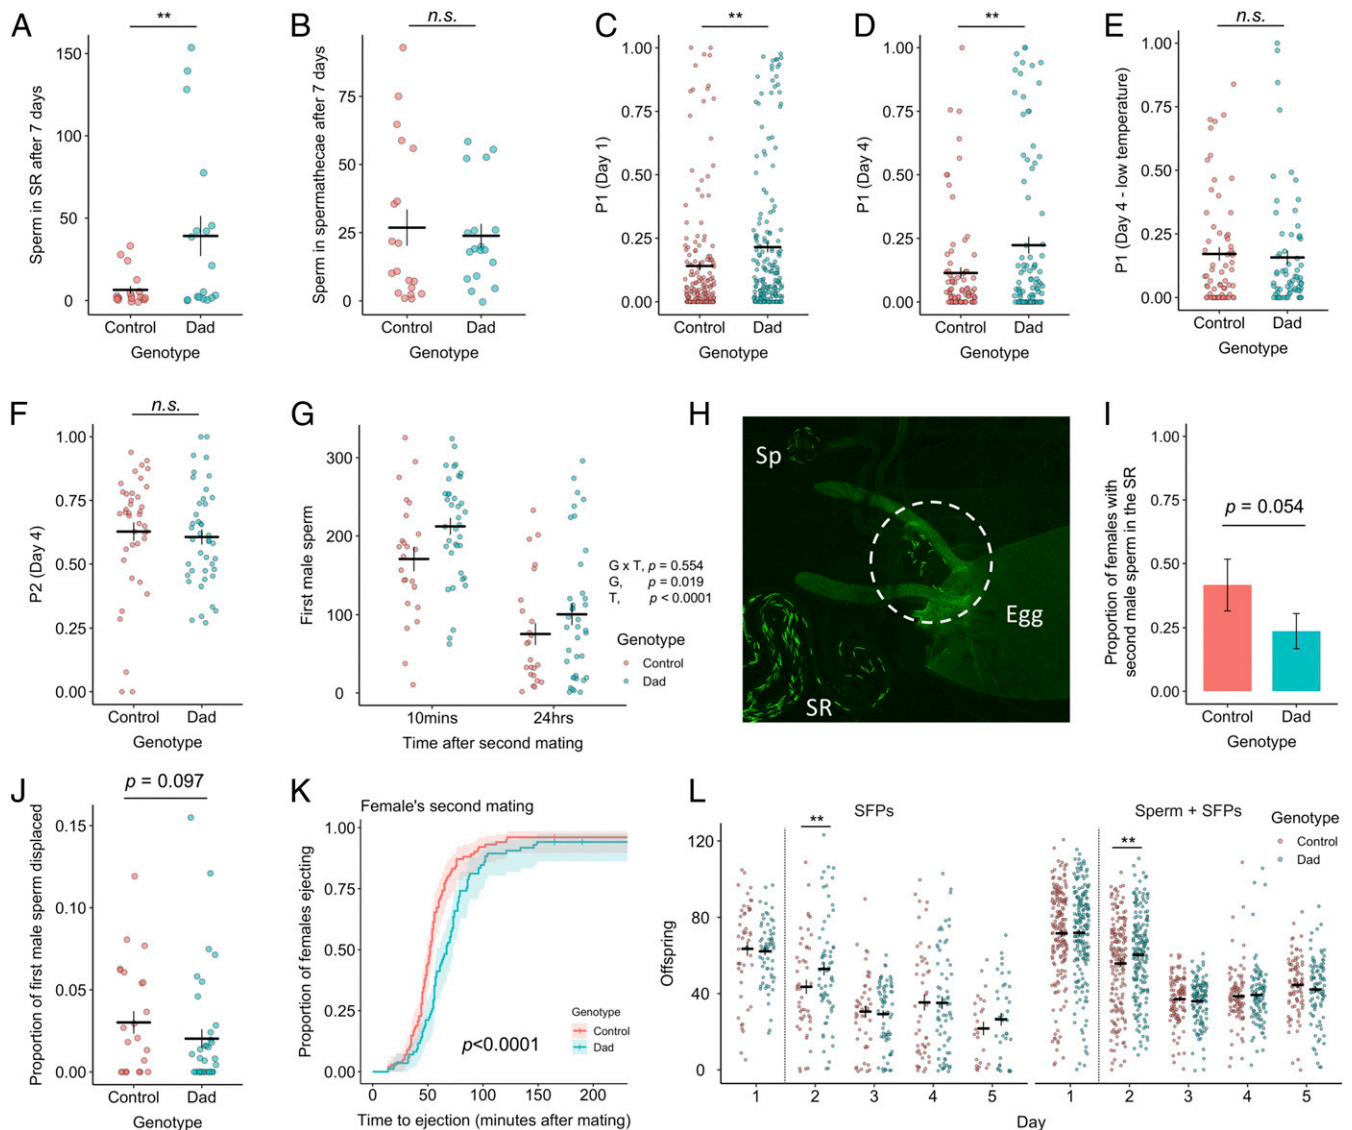 A
**
Sperm in SR after 7 days
150
100
50
0
Control Dad
Genotype
B
n.s.
Sperm in spermathecae after 7 days
75
50
25
0
Control Dad
Genotype
C
**
P1 (Day 1)
1.00
0.75
0.50
0.25
0.00
Control Dad
Genotype
D
**
P1 (Day 4)
1.00
0.75
0.50
0.25
0.00
Control Dad
Genotype
E
n.s.
P1 (Day 4 - low temperature)
1.00
0.75
0.50
0.25
0.00
Control Dad
Genotype
F
n.s.
P2 (Day 4)
1.00
0.75
0.50
0.25
0.00
Control Dad
Genotype
G
First male sperm
300
200
100
0
G x T, p = 0.554
G, p = 0.019
T, p < 0.0001
Genotype
Control
Dad
10mins 24hrs
Time after second mating
H
Sp
Egg
SR
I
Proportion of females with
second male sperm in the SR
1.00
0.75
0.50
0.25
0.00
p = 0.054
Control Dad
Genotype
J
p = 0.097
Proportion of first male sperm displaced
0.15
0.10
0.05
0.00
Control Dad
Genotype
K
Female's second mating
Proportion of females ejecting
1.00
0.75
0.50
0.25
0.00
p<0.0001
Genotype
Control
Dad
0 50 100 150 200
Time to ejection (minutes after mating)
L
SFPs
Sperm + SFPs
Genotype
Control
Dad
**
**
Offspring
120
80
40
0
1 2 3 4 5 1 2 3 4 5
Day